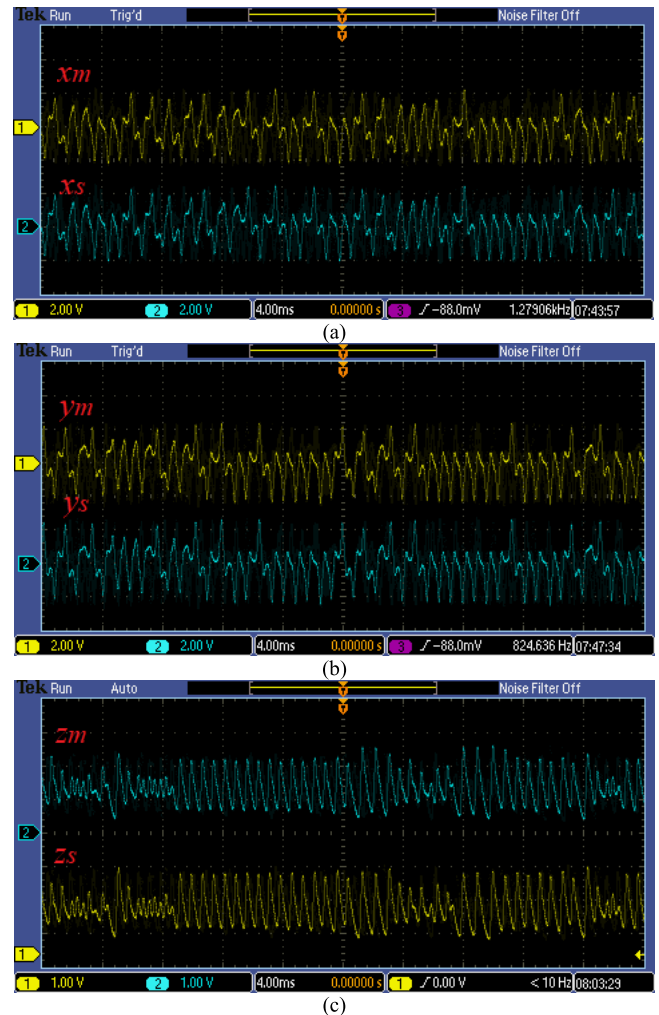 Tek Run Trig'd Noise Filter Off
T
T
xm
1
xs
2
1 2.00 V 2 2.00 V 4.00ms 0.00000 s 3 ∫ −88.0mV 1.27906kHz 07:43:57
(a)
Tek Run Trig'd Noise Filter Off
T
T
ym
1
ys
2
1 2.00 V 2 2.00 V 4.00ms 0.00000 s 3 ∫ −88.0mV 824.636 Hz 07:47:34
(b)
Tek Run Auto Noise Filter Off
T
T
zm
2
zs
1
1 1.00 V 2 1.00 V 4.00ms 0.00000 s 1 ∫ 0.00 V < 10 Hz 08:03:29
(c)